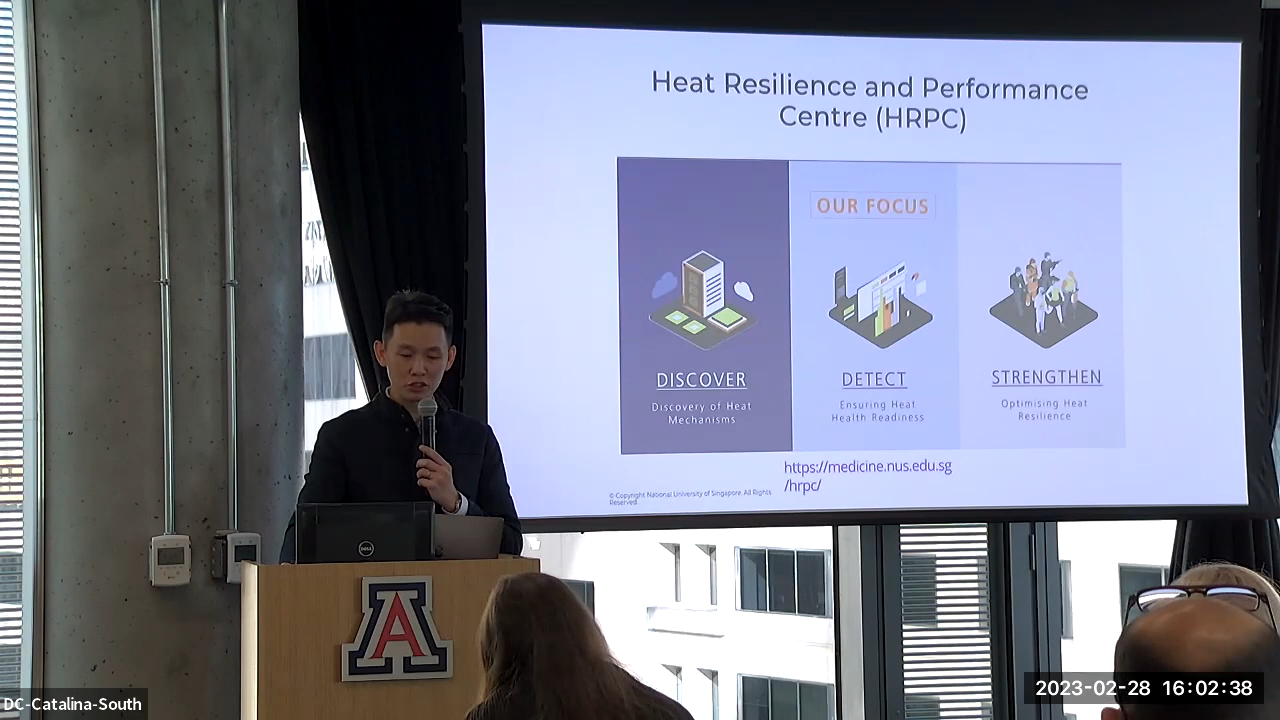 Heat Resilience and Performance
Centre (HRPC)
OUR FOCUS
DISCOVER
Discovery of Heat
Mechanisms
DETECT
Ensuring Heat
Health Readiness
STRENGTHEN
Optimising Heat
Resilience
https://medicine.nus.edu.sg
/hrpc/
© Copyright National University of Singapore. All Rights
Reserved.
DELL
A
DC-Catalina-South
2023-02-28 16:02:38